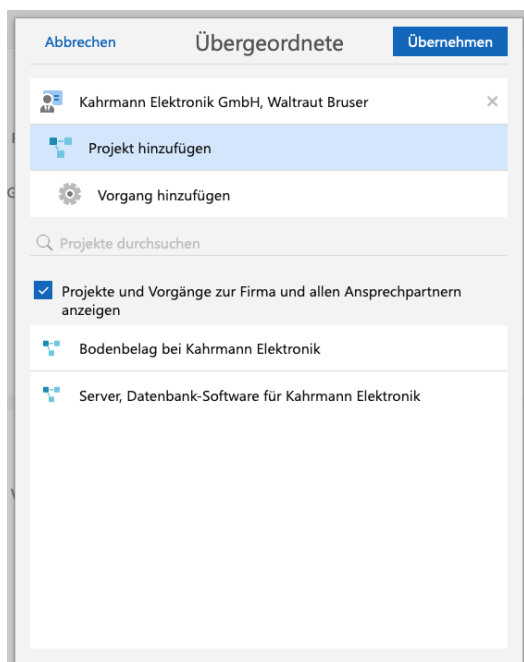 Abbrechen Übergeordnete Übernehmen
Kahrmann Elektronik GmbH, Waltraut Bruser
Projekt hinzufügen
Vorgang hinzufügen
Projekte durchsuchen
Projekte und Vorgänge zur Firma und allen Ansprechpartnern
anzeigen
Bodenbelag bei Kahrmann Elektronik
Server, Datenbank-Software für Kahrmann Elektronik